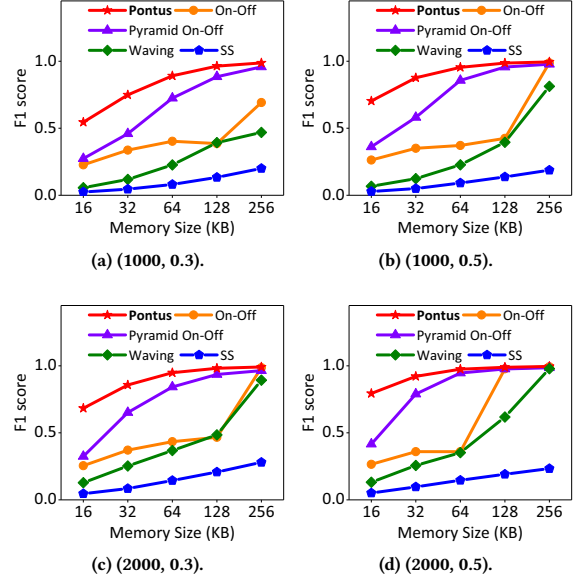 Pontus On-Off
Pyramid On-Off
Waving SS
1.0
0.5
0.0
F1 score
16 32 64 128 256
Memory Size (KB)
(a) (1000, 0.3).
Pontus On-Off
Pyramid On-Off
Waving SS
1.0
0.5
0.0
F1 score
16 32 64 128 256
Memory Size (KB)
(b) (1000, 0.5).
Pontus On-Off
Pyramid On-Off
Waving SS
1.0
0.5
0.0
F1 score
16 32 64 128 256
Memory Size (KB)
(c) (2000, 0.3).
Pontus On-Off
Pyramid On-Off
Waving SS
1.0
0.5
0.0
F1 score
16 32 64 128 256
Memory Size (KB)
(d) (2000, 0.5).